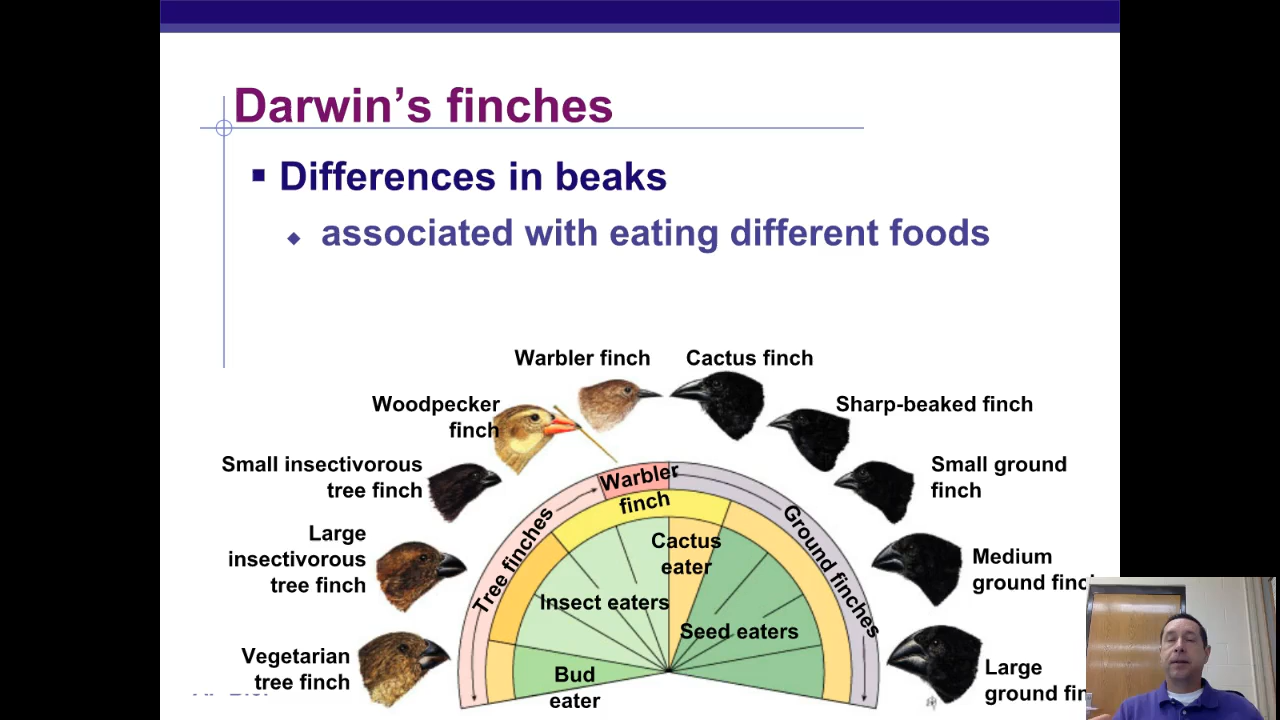 Darwin's finches
Differences in beaks
associated with eating different foods
Warbler finch
Cactus finch
Woodpecker
finch
Sharp-beaked finch
Small insectivorous
tree finch
Small ground
finch
Large
insectivorous
tree finch
Medium
ground finc
Vegetarian
tree finch
Large
ground fin
Warbler
finch
Tree finches
Ground finches
Cactus
eater
Insect eaters
Seed eaters
Bud
eater